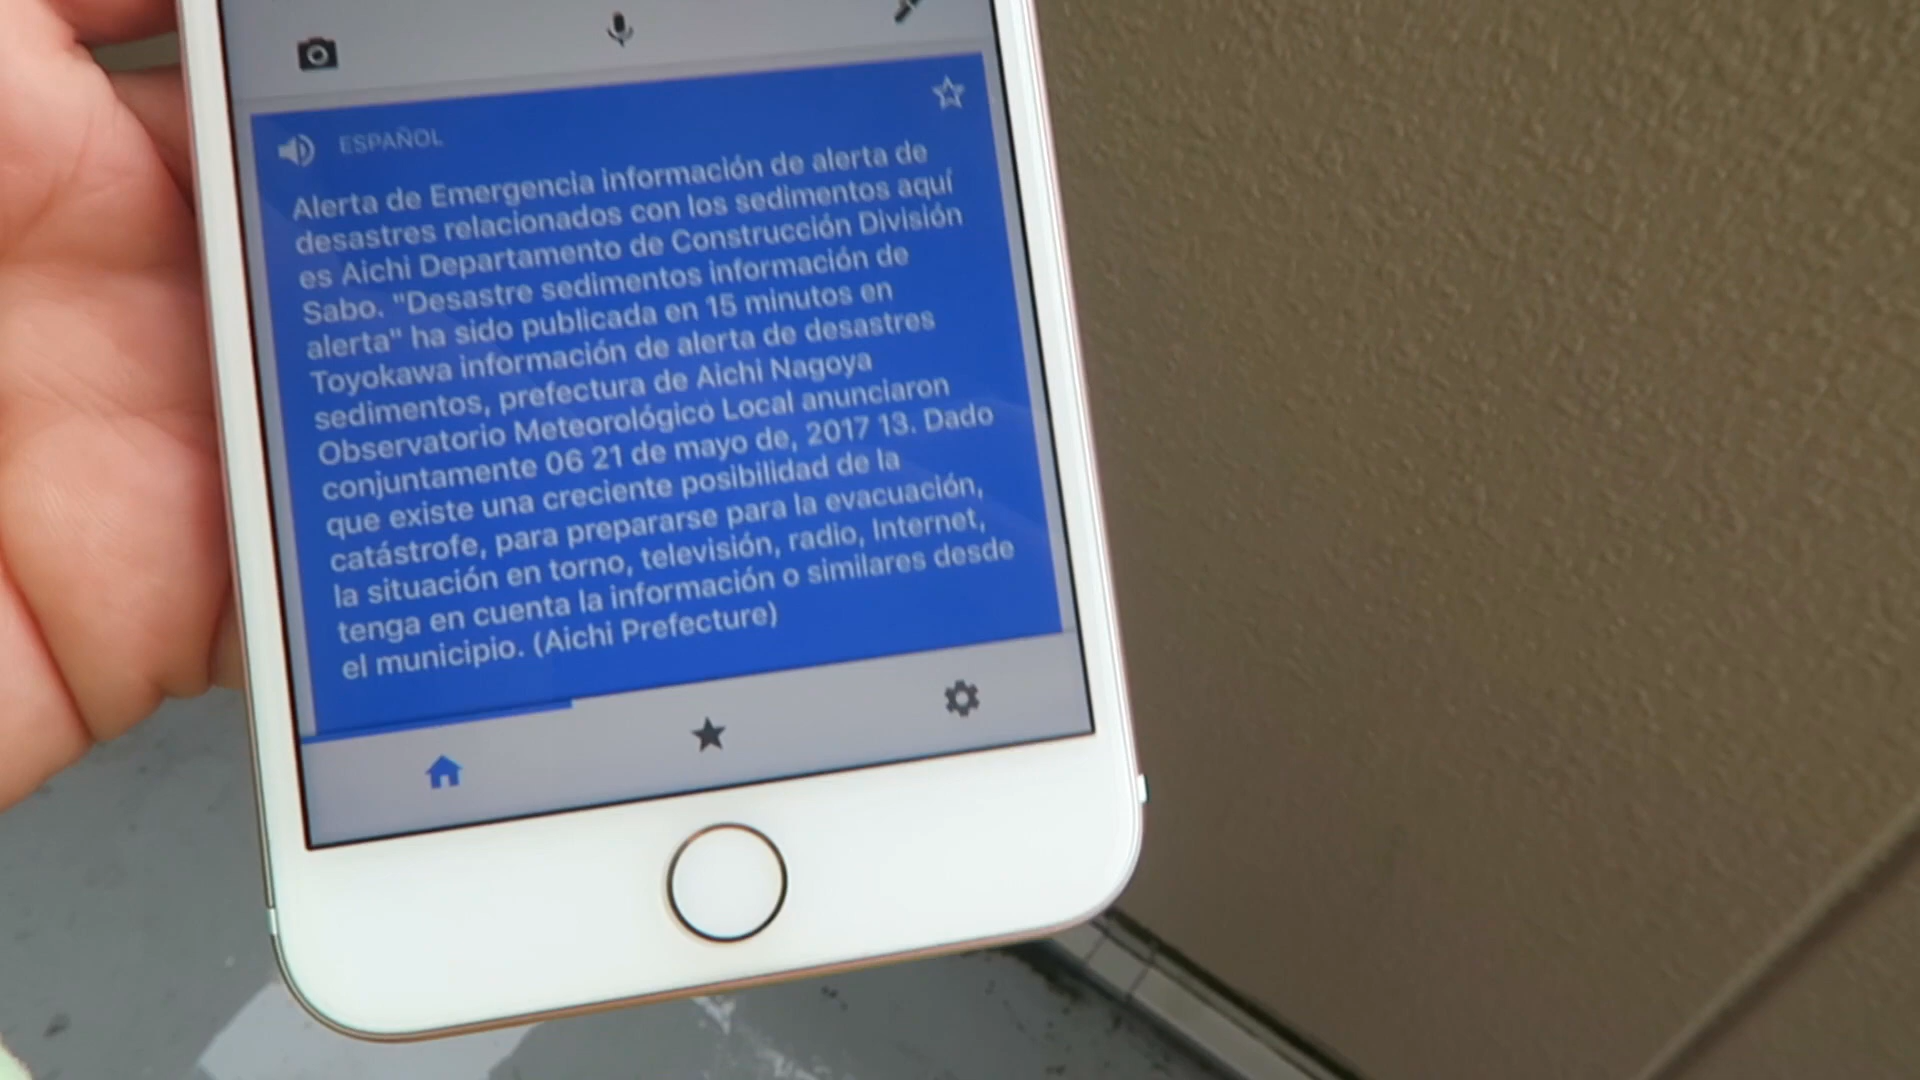 ESPAÑOL
Alerta de Emergencia información de alerta de
desastres relacionados con los sedimentos aquí
es Aichi Departamento de Construcción División
Sabo. "Desastre sedimentos información de
alerta" ha sido publicada en 15 minutos en
Toyokawa información de alerta de desastres
sedimentos, prefectura de Aichi Nagoya
Observatorio Meteorológico Local anunciaron
conjuntamente 06 21 de mayo de, 2017 13. Dado
que existe una creciente posibilidad de la
catástrofe, para prepararse para la evacuación,
la situación en torno, televisión, radio, Internet,
tenga en cuenta la información o similares desde
el municipio. (Aichi Prefecture)